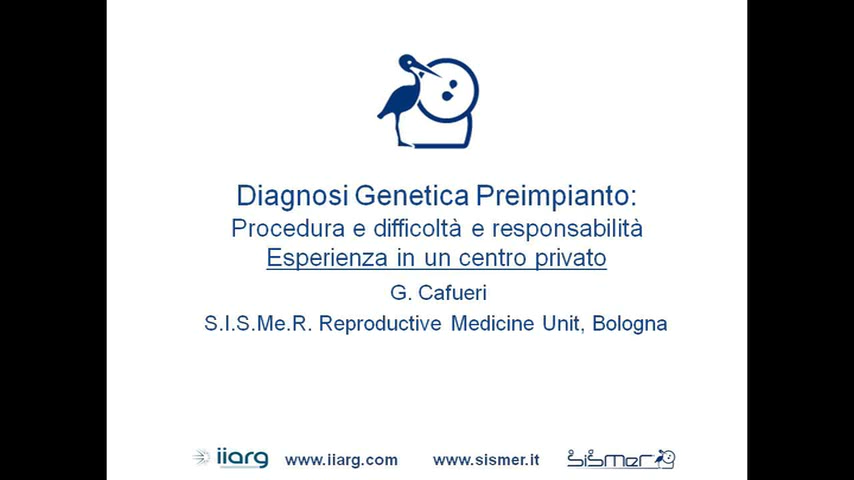 Diagnosi Genetica Preimpianto:
Procedura e difficoltà e responsabilità
Esperienza in un centro privato
G. Cafueri
S.I.S.Me.R. Reproductive Medicine Unit, Bologna
iiarg www.iiarg.com www.sismer.it sismer